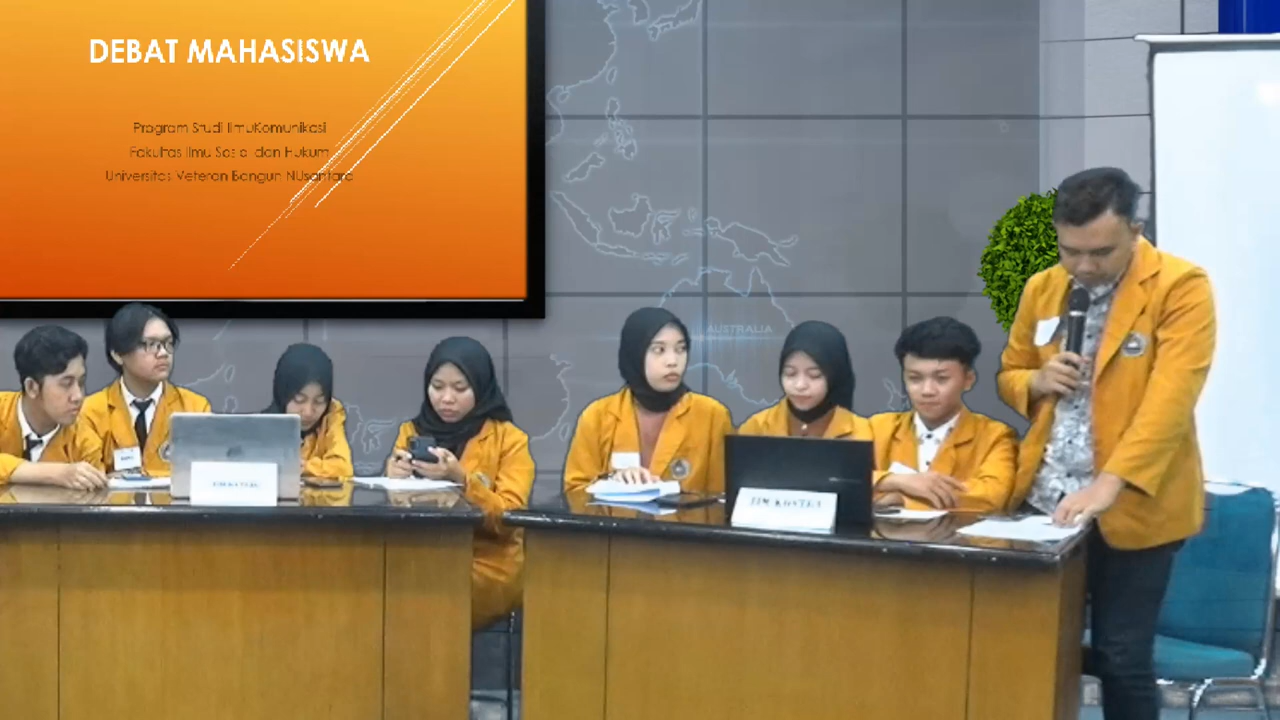 DEBAT MAHASISWA
Program Studi IlmuKomunikasi
Fakultas Ilmu Sosial dan Hukum
Universitas Veteran Bangun NUsantara
AUSTRALIA
TIM KONTRA